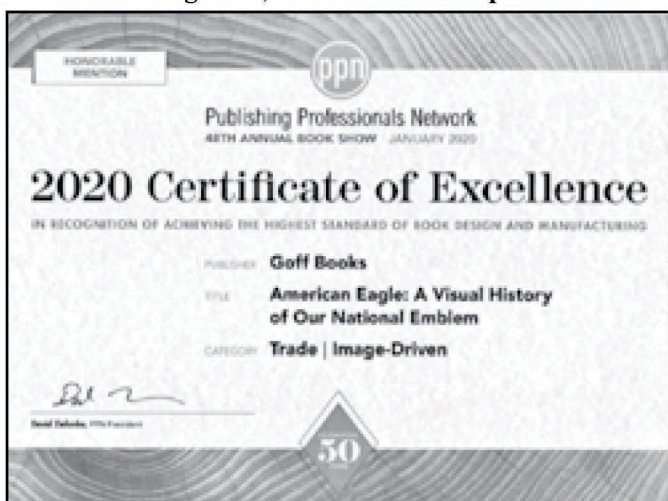 HONORABLE
MENTION
ppn
Publishing Professionals Network
48TH ANNUAL BOOK SHOW JANUARY 2020
2020 Certificate of Excellence
IN RECOGNITION OF ACHIEVING THE HIGHEST STANDARD OF BOOK DESIGN AND MANUFACTURING
PUBLISHER Goff Books
TITLE American Eagle: A Visual History
of Our National Emblem
CATEGORY Trade | Image-Driven
David PPN President
50